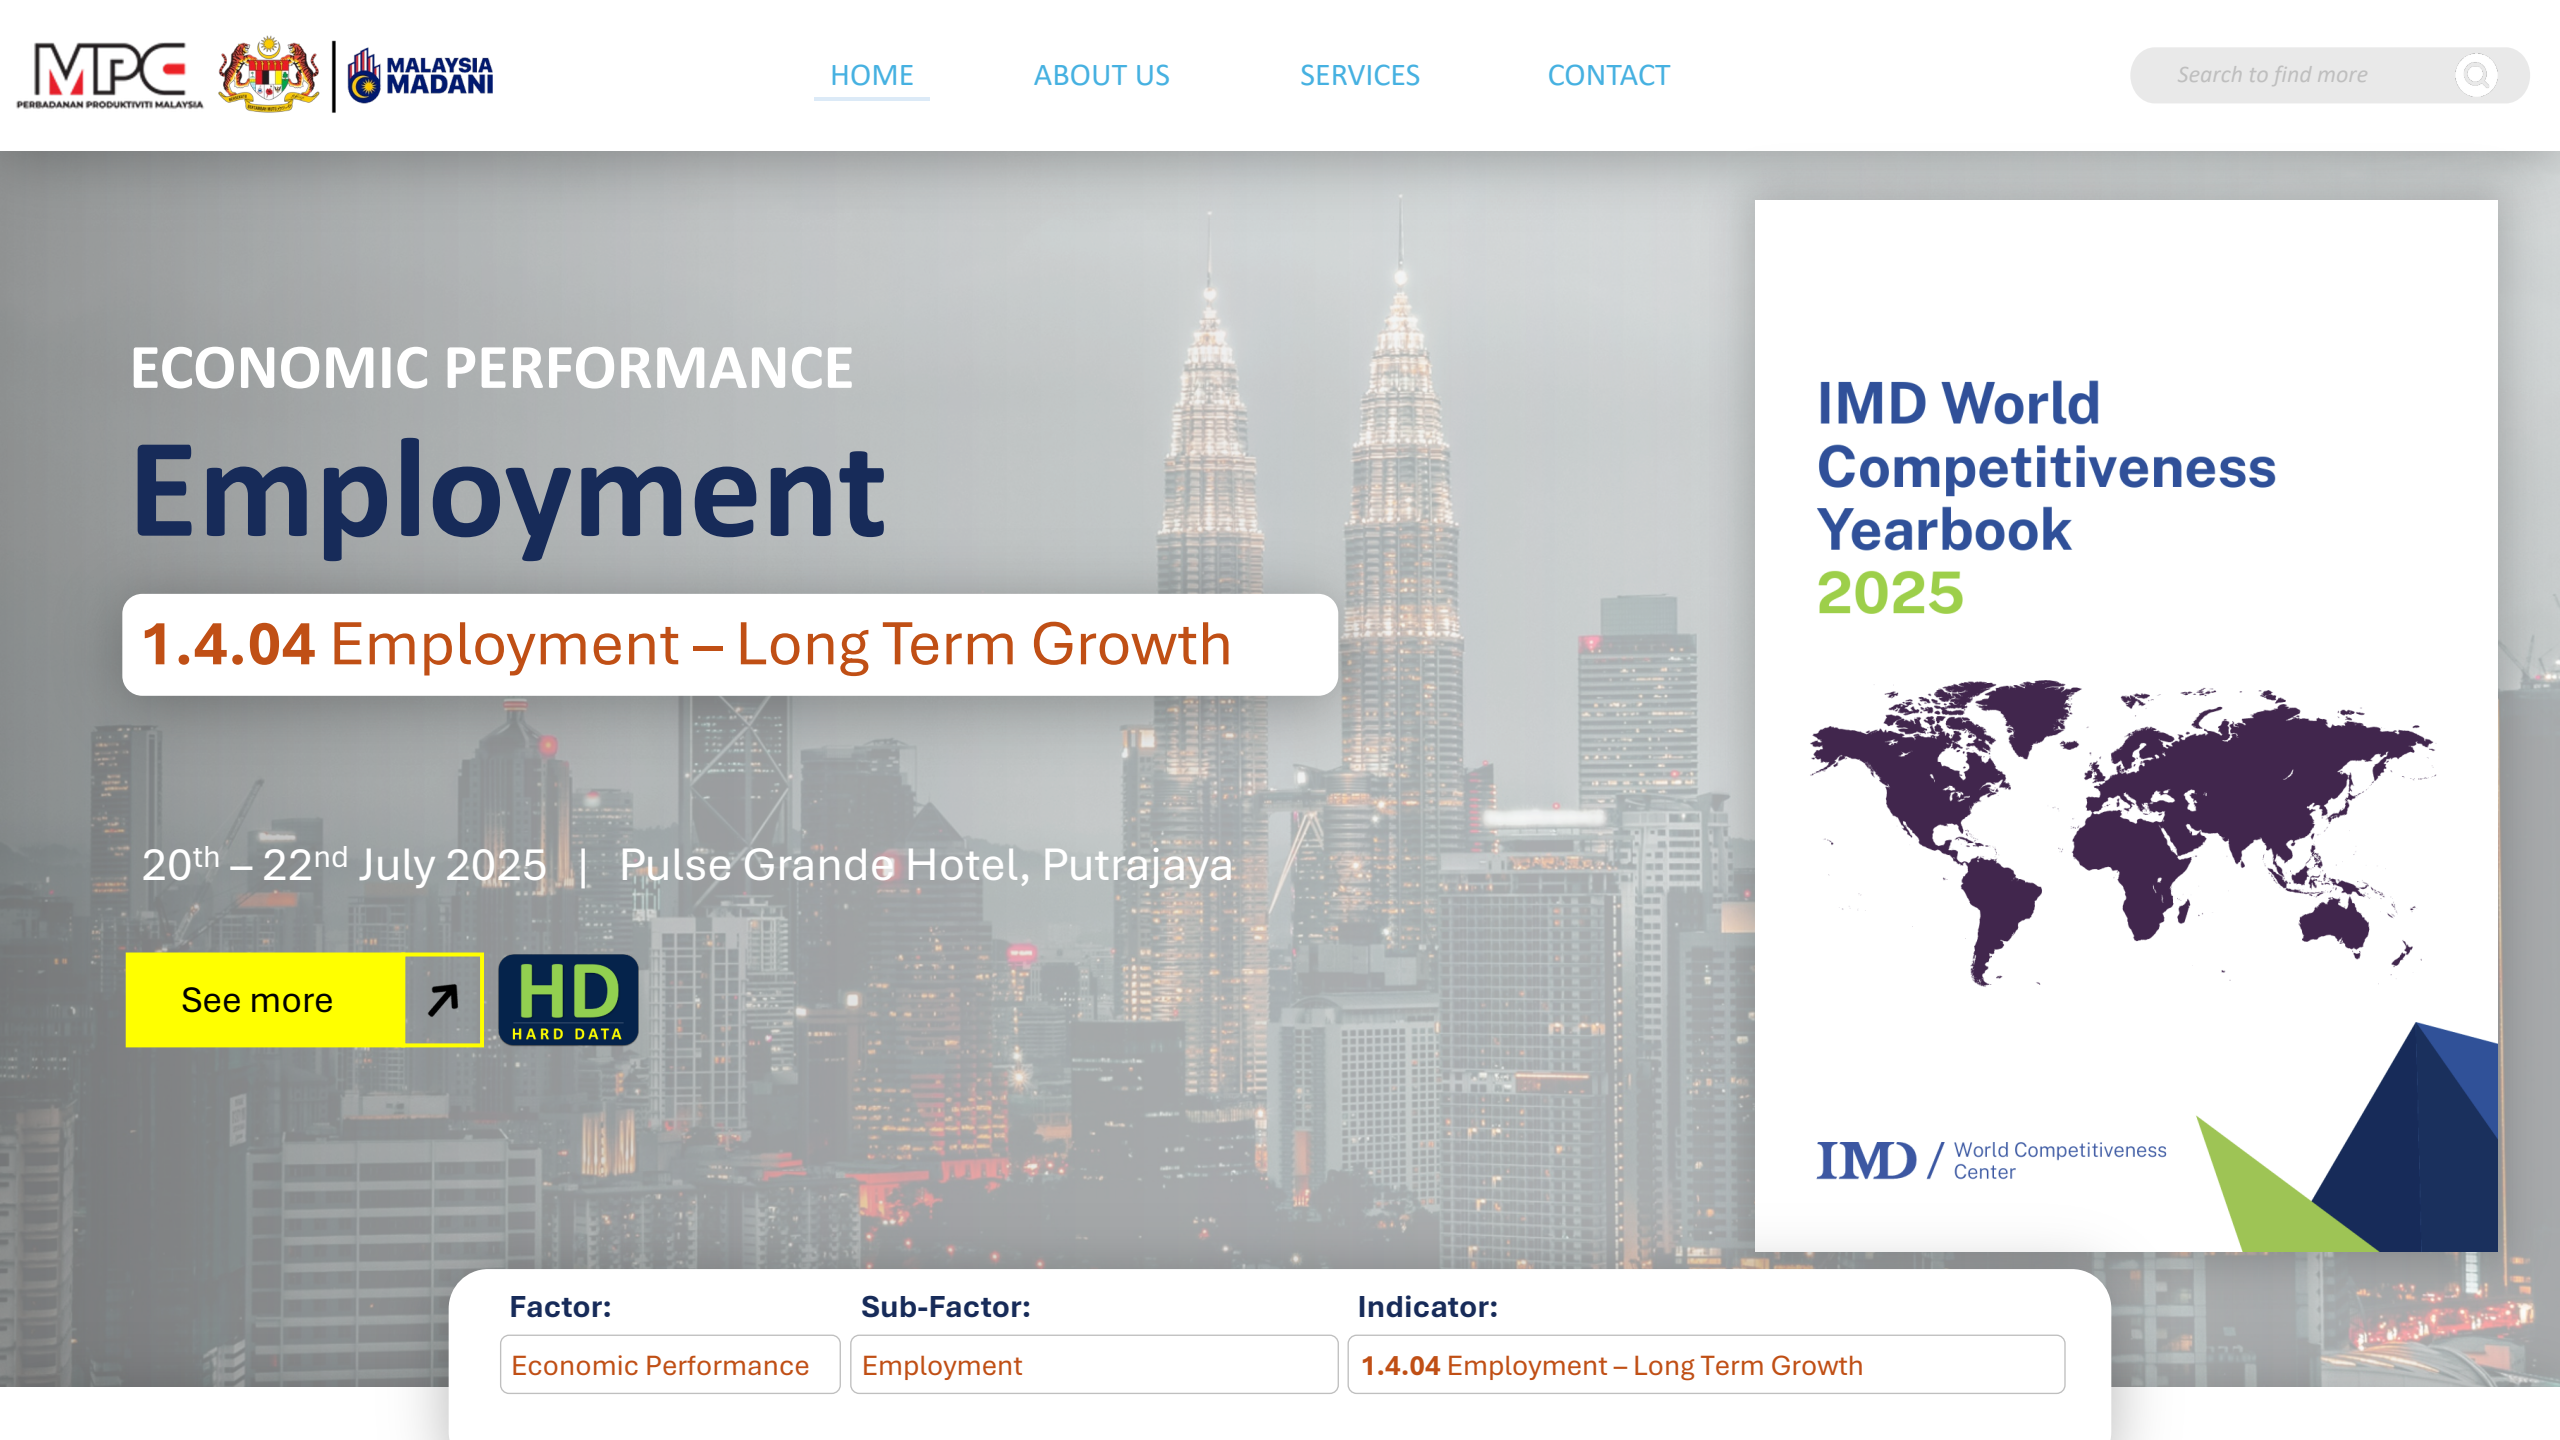 MPC
PERBADANAN PRODUKTIVITI MALAYSIA
MALAYSIA
MADANI
HOME
ABOUT US
SERVICES
CONTACT
Search to find more
ECONOMIC PERFORMANCE
Employment
1.4.04 Employment – Long Term Growth
20th – 22nd July 2025 | Pulse Grande Hotel, Putrajaya
See more
HD
HARD DATA
IMD World
Competitiveness
Yearbook
2025
IMD / World Competitiveness
Center
Factor:
Sub-Factor:
Indicator:
Economic Performance
Employment
1.4.04 Employment – Long Term Growth